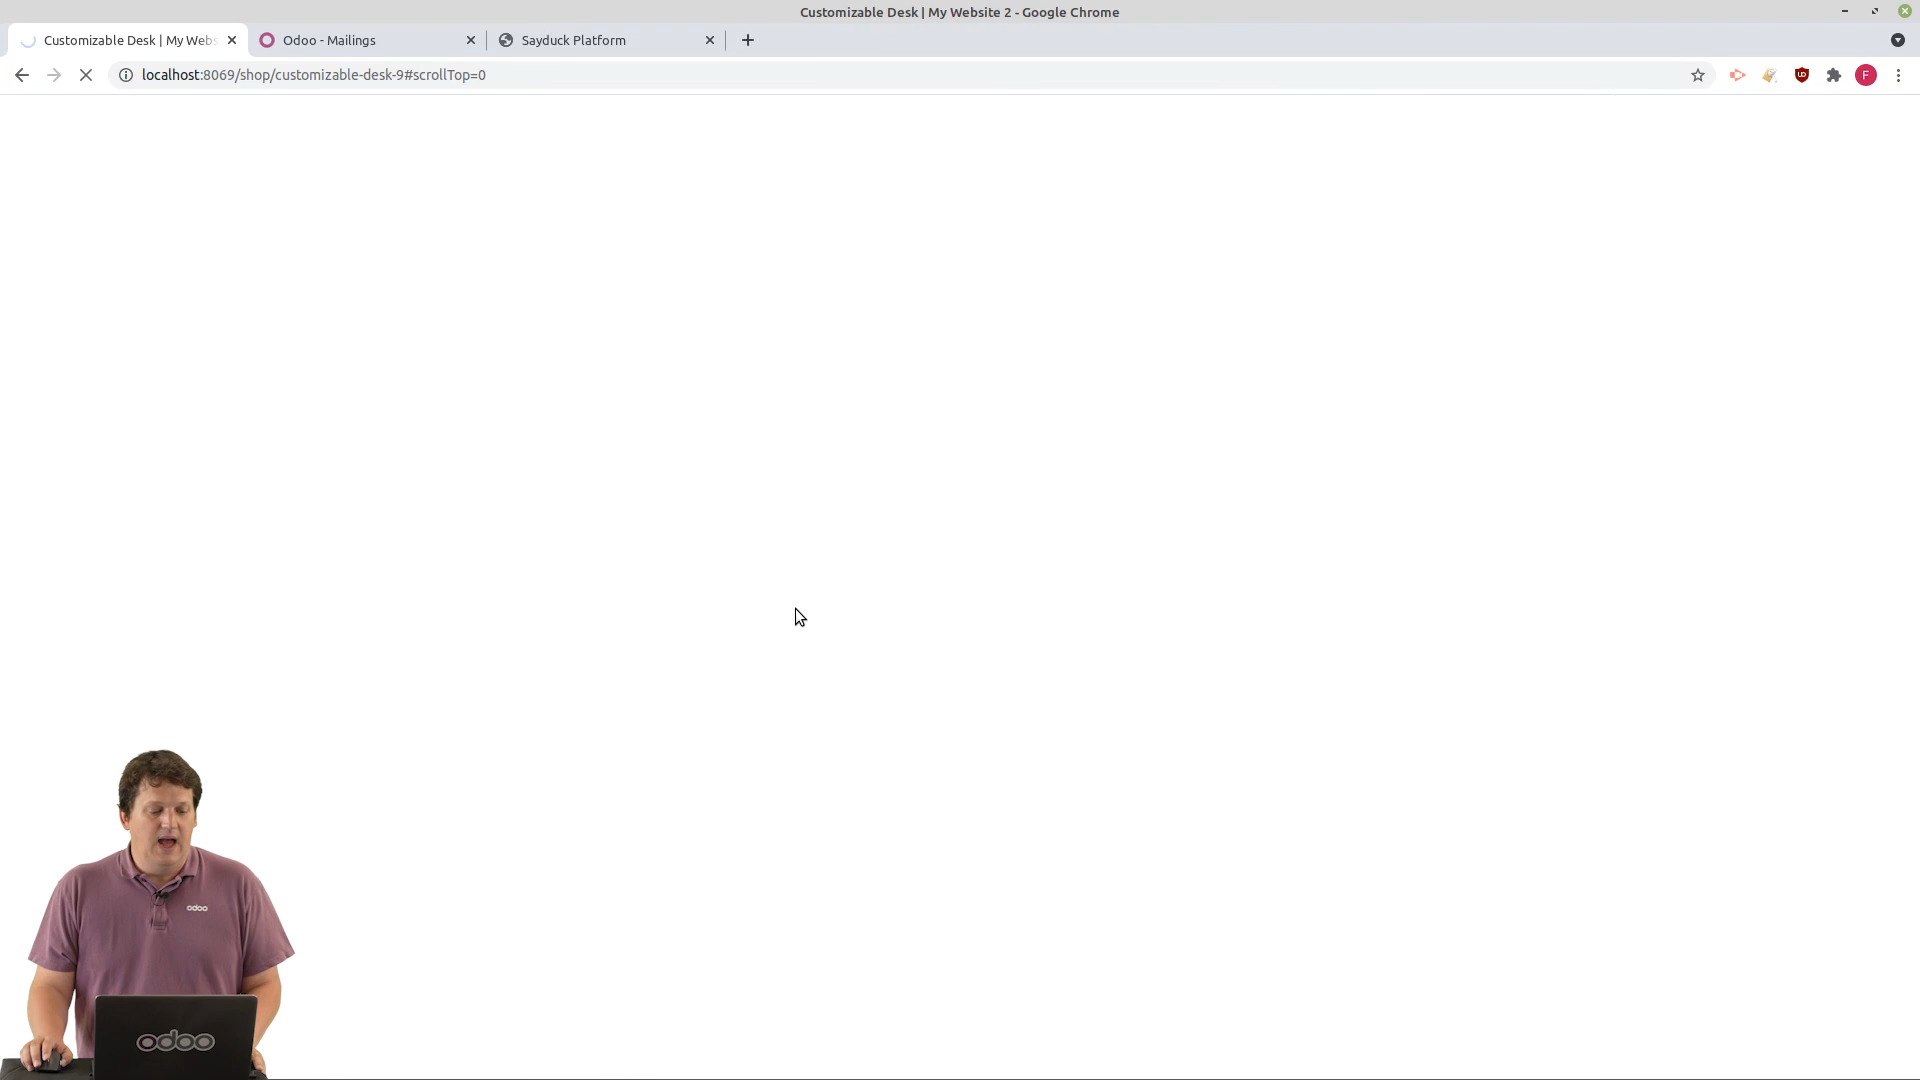 Customizable Desk | My Website 2 - Google Chrome
Customizable Desk | My Webs
Odoo - Mailings
Sayduck Platform
localhost:8069/shop/customizable-desk-9#scrollTop=0
F
odoo
odoo